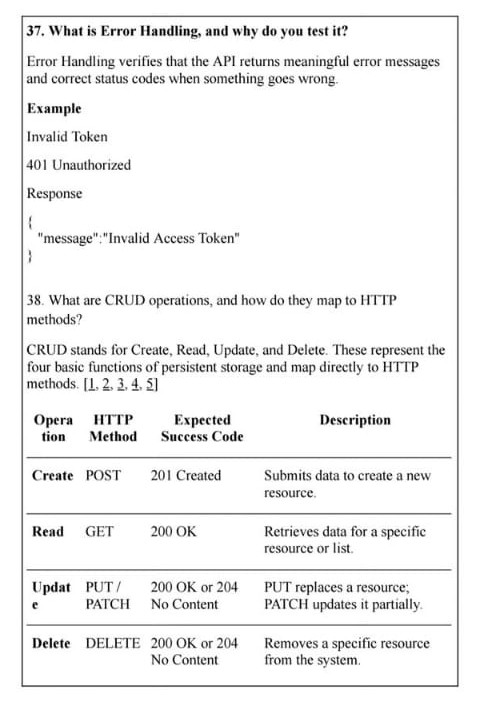 37. What is Error Handling, and why do you test it?
Error Handling verifies that the API returns meaningful error messages
and correct status codes when something goes wrong.
Example
Invalid Token
401 Unauthorized
Response
{
"message":"Invalid Access Token"
}
38. What are CRUD operations, and how do they map to HTTP
methods?
CRUD stands for Create, Read, Update, and Delete. These represent the
four basic functions of persistent storage and map directly to HTTP
methods. [1, 2, 3, 4, 5]
Opera HTTP Expected Description
tion Method Success Code
Create POST 201 Created Submits data to create a new
resource.
Read GET 200 OK Retrieves data for a specific
resource or list.
Updat PUT / 200 OK or 204 PUT replaces a resource;
e PATCH No Content PATCH updates it partially.
Delete DELETE 200 OK or 204 Removes a specific resource
No Content from the system.